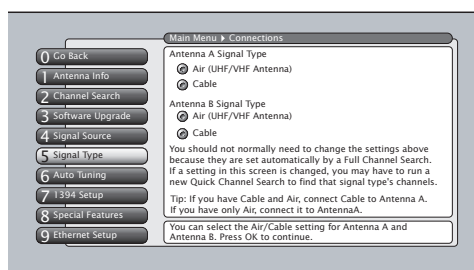 Main Menu ▸ Connections
0 Go Back
1 Antenna Info
2 Channel Search
3 Software Upgrade
4 Signal Source
5 Signal Type
6 Auto Tuning
7 1394 Setup
8 Special Features
9 Ethernet Setup
Antenna A Signal Type
Air (UHF/VHF Antenna)
Cable
Antenna B Signal Type
Air (UHF/VHF Antenna)
Cable
You should not normally need to change the settings above
because they are set automatically by a Full Channel Search.
If a setting in this screen is changed, you may have to run a
new Quick Channel Search to find that signal type's channels.
Tip: If you have Cable and Air, connect Cable to Antenna A.
If you have only Air, connect it to AntennaA.
You can select the Air/Cable setting for Antenna A and
Antenna B. Press OK to continue.